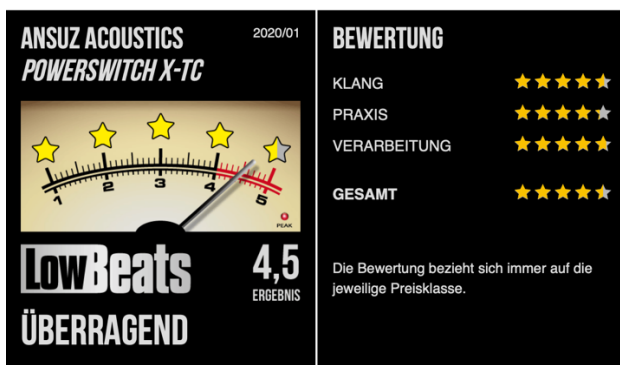 ANSUZ ACOUSTICS 2020/01
POWERSWITCH X-TC
1 2 3 4 5
PEAK
LowBeats 4,5
ERGEBNIS
ÜBERRAGEND
BEWERTUNG
KLANG
PRAXIS
VERARBEITUNG
GESAMT
Die Bewertung bezieht sich immer auf die
jeweilige Preisklasse.